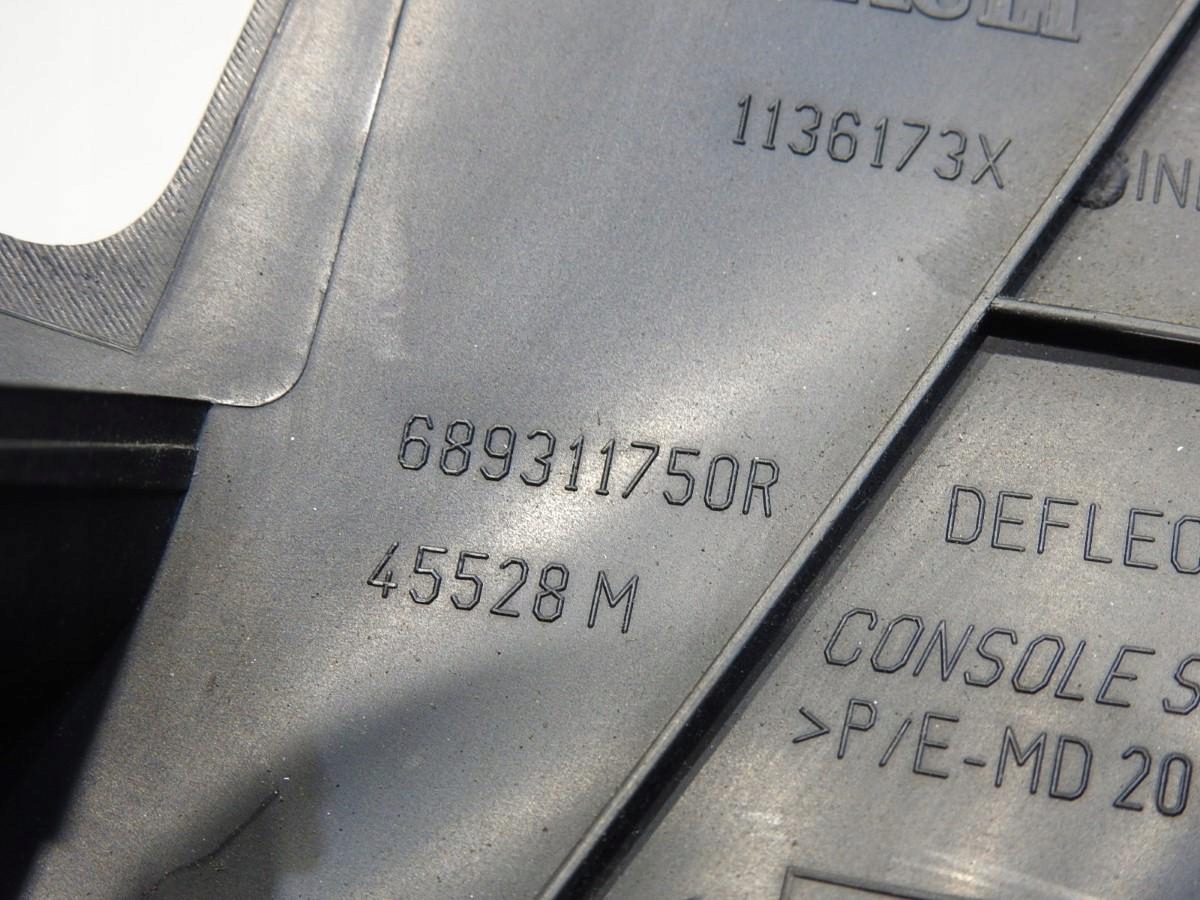 1136173X
689311750R
45528 M
DEFLEC
CONSOLE S
>P/E-MD 20